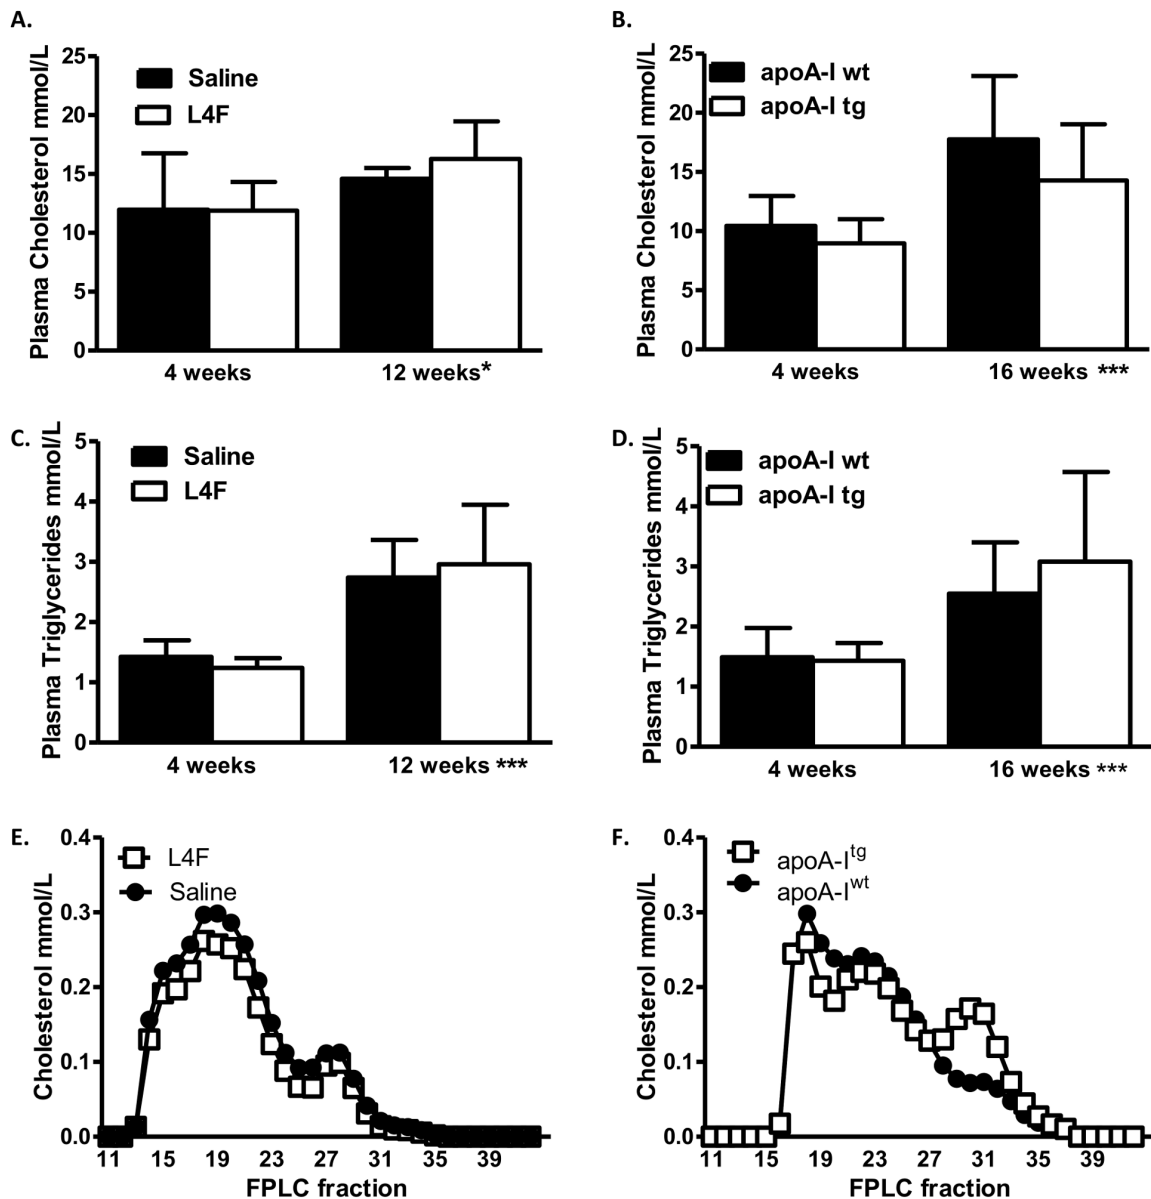 A.
Plasma Cholesterol mmol/L
25
20
15
10
5
0
Saline
L4F
4 weeks
12 weeks*
B.
Plasma Cholesterol mmol/L
25
20
15
10
5
0
apoA-I wt
apoA-I tg
4 weeks
16 weeks ***
C.
Plasma Triglycerides mmol/L
5
4
3
2
1
0
Saline
L4F
4 weeks
12 weeks ***
D.
Plasma Triglycerides mmol/L
5
4
3
2
1
0
apoA-I wt
apoA-I tg
4 weeks
16 weeks ***
E.
Cholesterol mmol/L
0.4
0.3
0.2
0.1
0.0
L4F
Saline
11 15 19 23 27 31 35 39
FPLC fraction
F.
Cholesterol mmol/L
0.4
0.3
0.2
0.1
0.0
apoA-Itg
apoA-Iwt
11 15 19 23 27 31 35 39
FPLC fraction